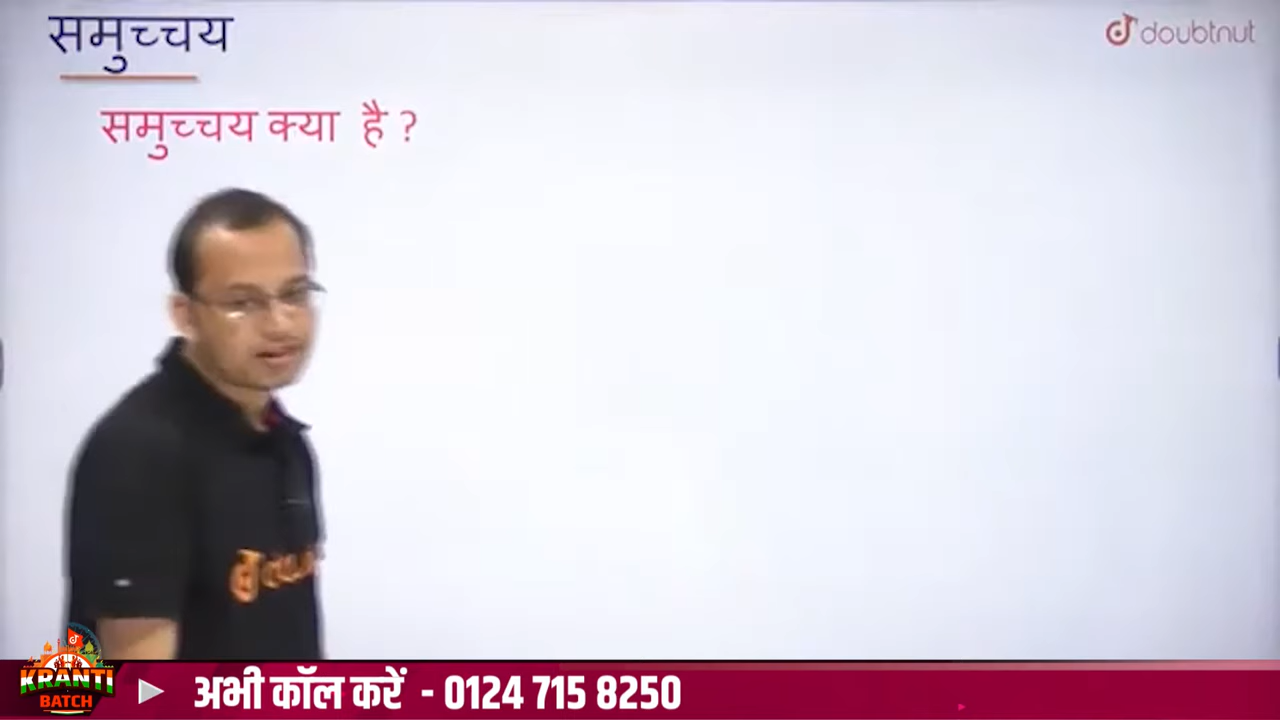 समुच्चय
doubtnut
समुच्चय क्या है ?
KRANTI
BATCH
अभी कॉल करें - 0124 715 8250